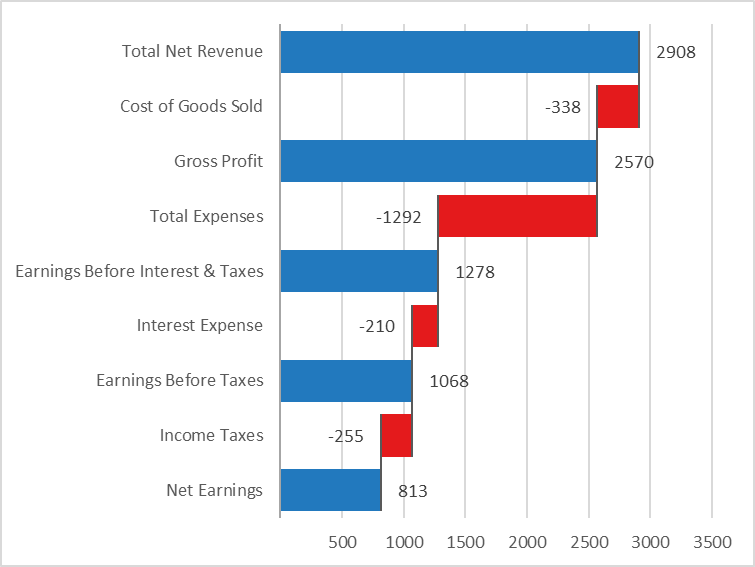 Total Net Revenue 2908
Cost of Goods Sold -338
Gross Profit 2570
Total Expenses -1292
Earnings Before Interest & Taxes 1278
Interest Expense -210
Earnings Before Taxes 1068
Income Taxes -255
Net Earnings 813
500 1000 1500 2000 2500 3000 3500